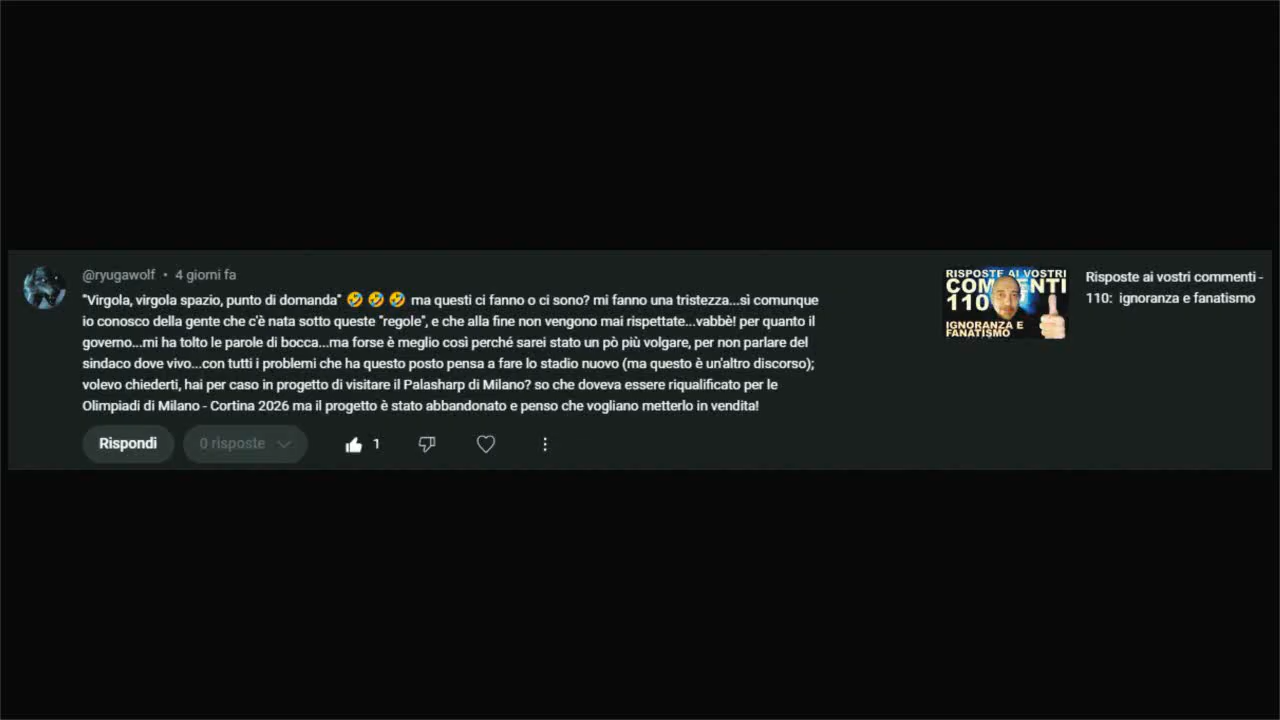 @ryugawolf • 4 giorni fa
"Virgola, virgola spazio, punto di domanda" 🤣 🤣 🤣 ma questi ci fanno o ci sono? mi fanno una tristezza...sì comunque
io conosco della gente che c'è nata sotto queste "regole", e che alla fine non vengono mai rispettate...vabbè! per quanto il
governo...mi ha tolto le parole di bocca...ma forse è meglio così perché sarei stato un pò più volgare, per non parlare del
sindaco dove vivo...con tutti i problemi che ha questo posto pensa a fare lo stadio nuovo (ma questo è un'altro discorso);
volevo chiederti, hai per caso in progetto di visitare il Palasharp di Milano? so che doveva essere riqualificato per le
Olimpiadi di Milano - Cortina 2026 ma il progetto è stato abbandonato e penso che vogliano metterlo in vendita!
Rispondi
0 risposte
1
RISPOSTE AI VOSTRI
COMMENTI
110
IGNORANZA E
FANATISMO
Risposte ai vostri commenti -
110: ignoranza e fanatismo